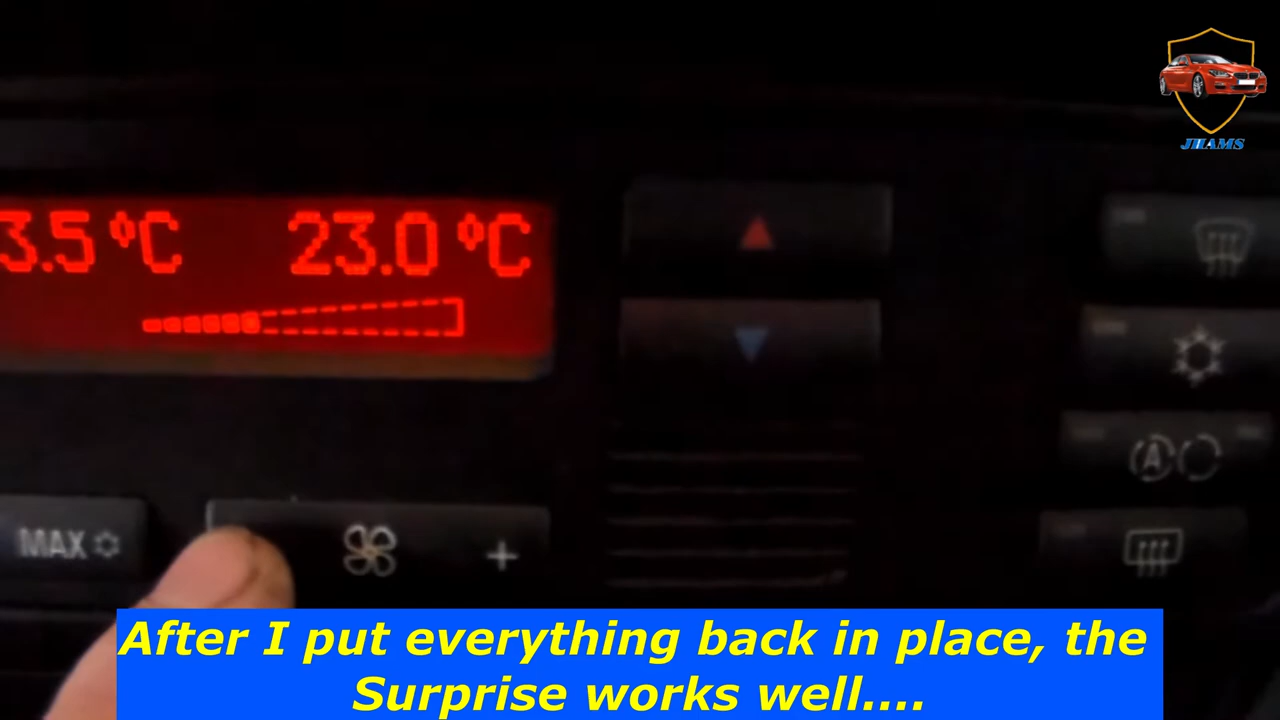 JHAMS
3.5 °C 23.0 °C
A
MAX
+
After I put everything back in place, the
Surprise works well....